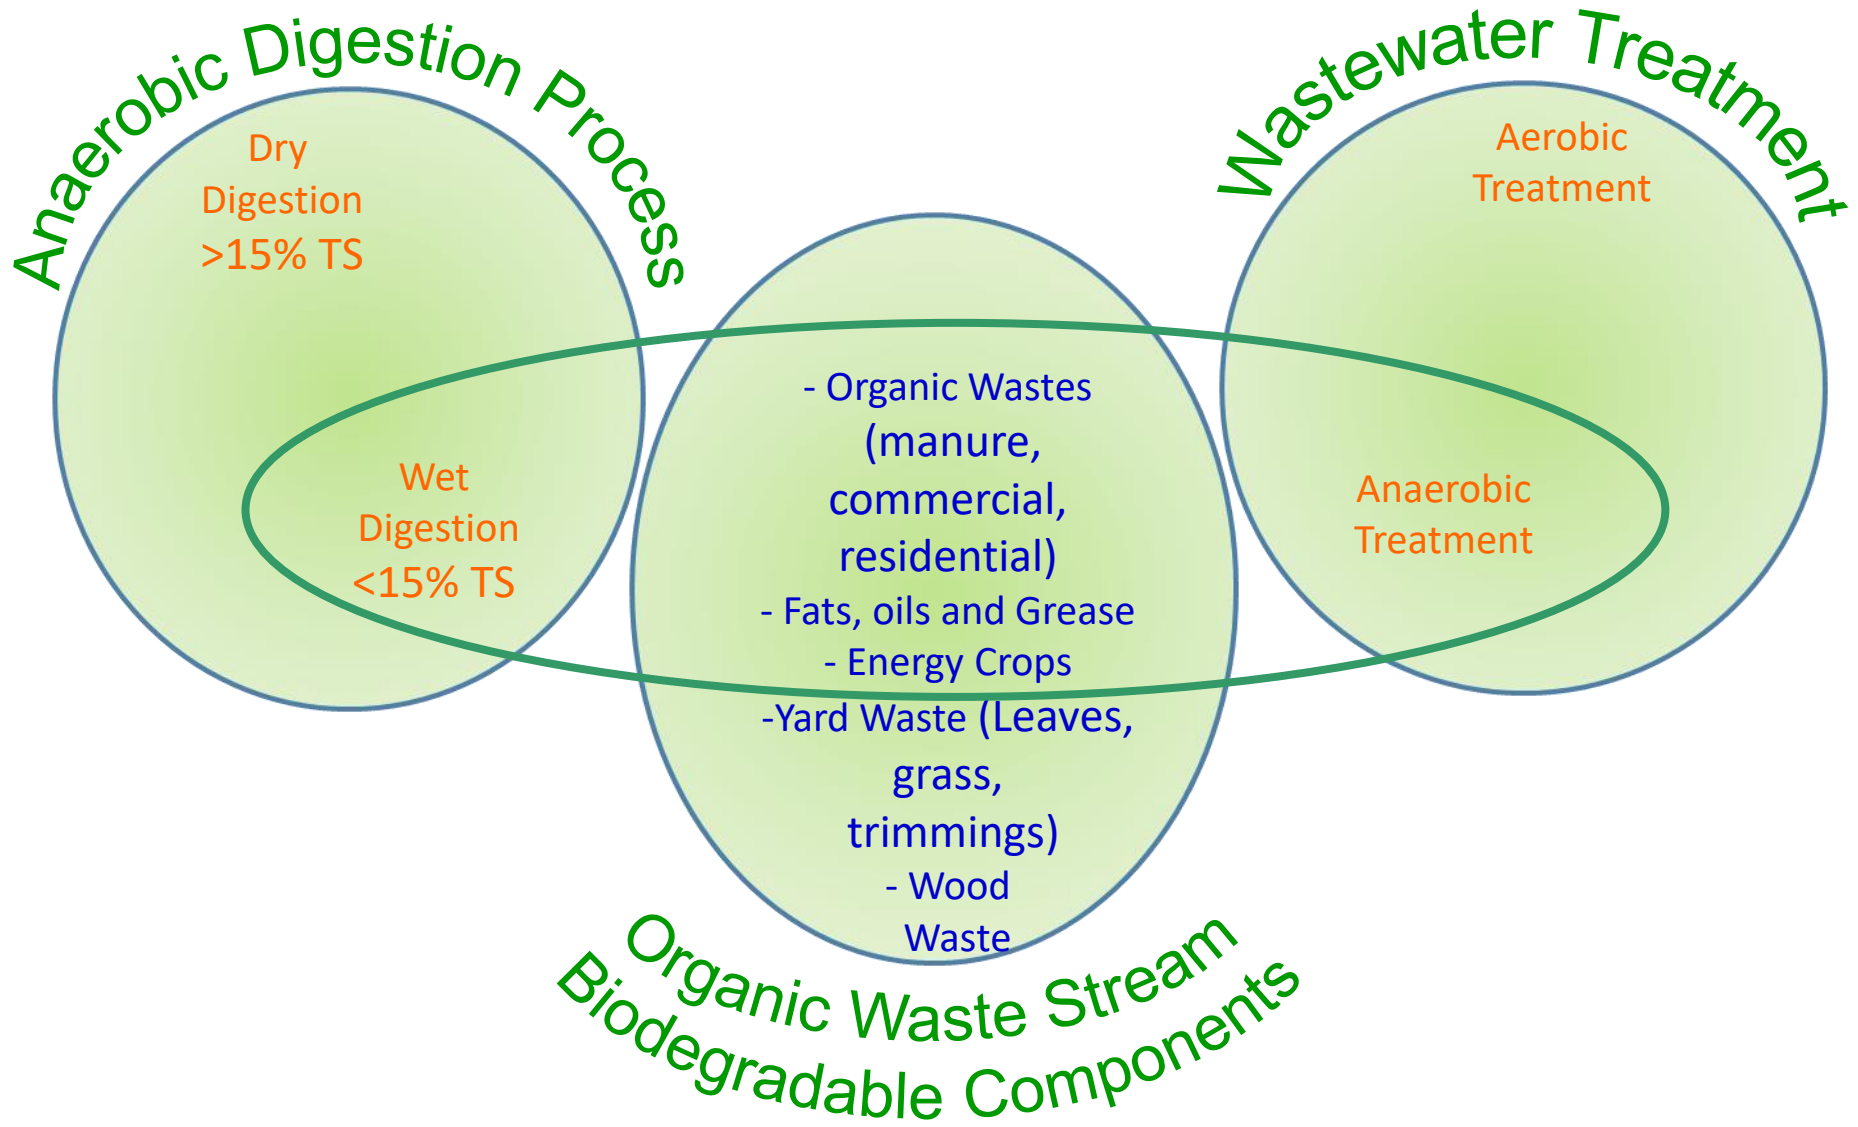 Anaerobic Digestion Process
Dry
Digestion
>15% TS
Wet
Digestion
<15% TS
Wastewater Treatment
Aerobic
Treatment
Anaerobic
Treatment
- Organic Wastes
(manure,
commercial,
residential)
- Fats, oils and Grease
- Energy Crops
-Yard Waste (Leaves,
grass,
trimmings)
- Wood
Waste
Organic Waste Stream
Biodegradable Components